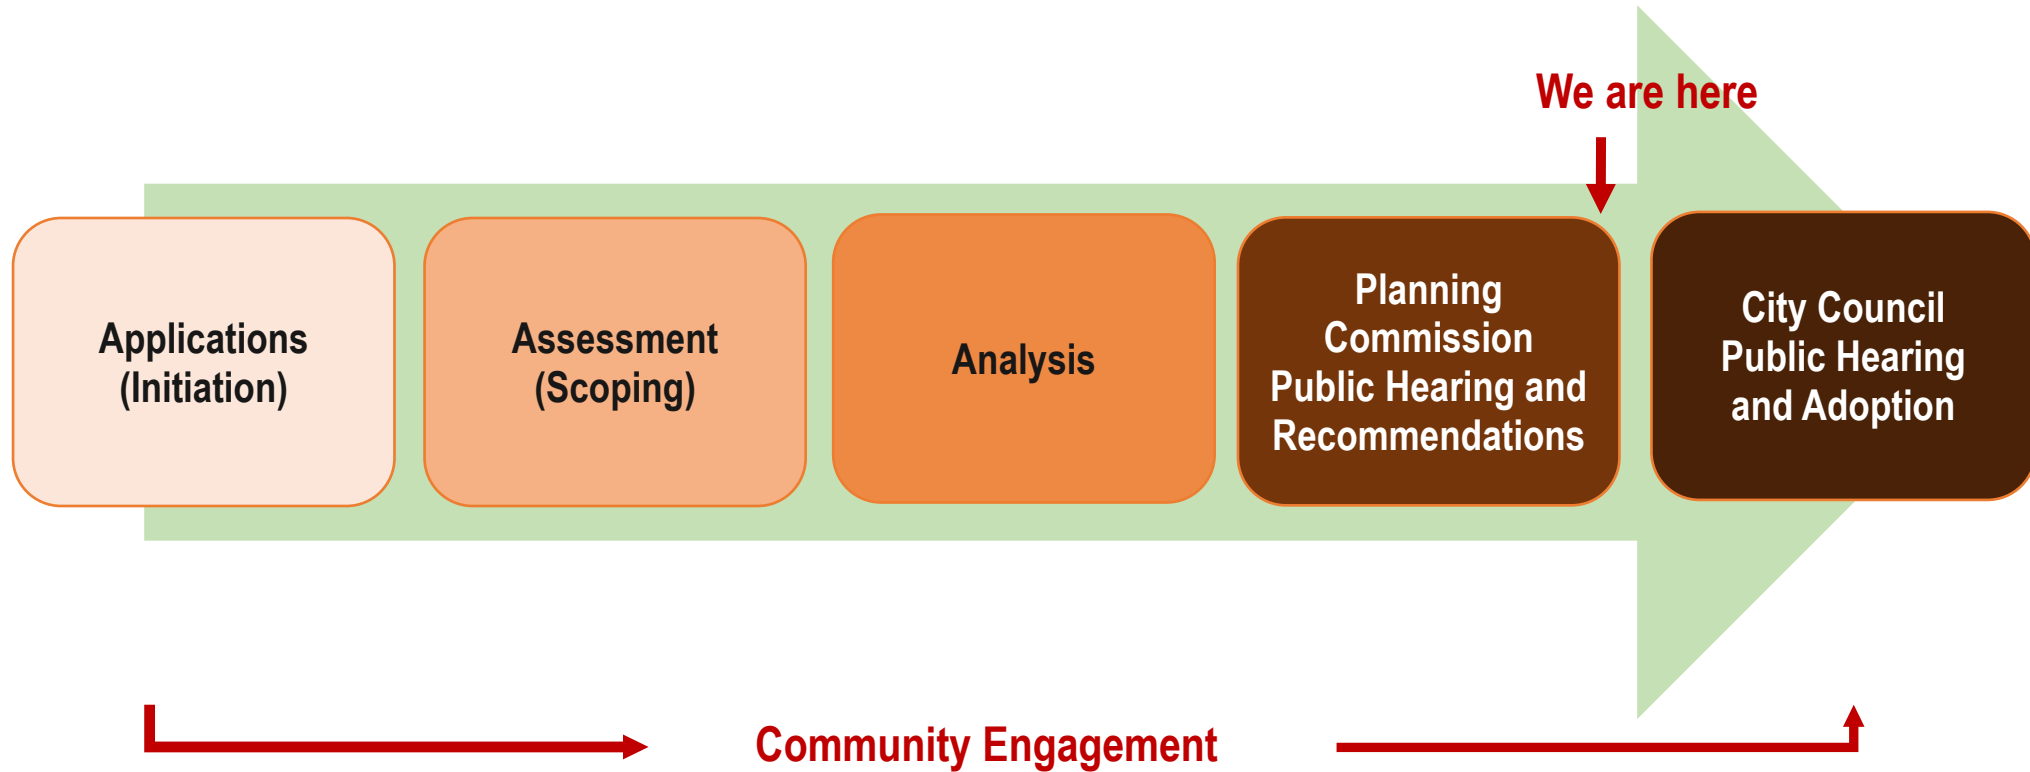 We are here
Applications
(Initiation)
Assessment
(Scoping)
Analysis
Planning
Commission
Public Hearing and
Recommendations
City Council
Public Hearing
and Adoption
Community Engagement